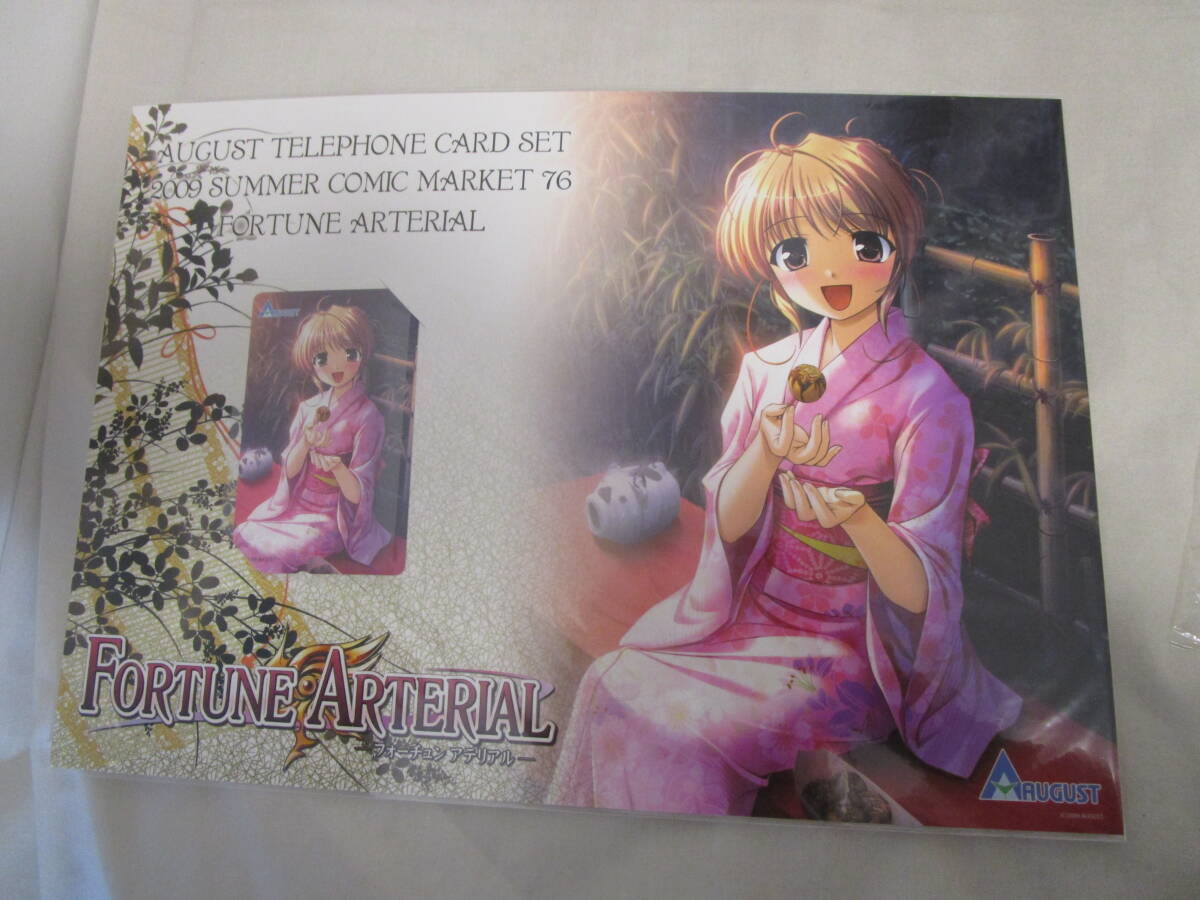 AUGUST TELEPHONE CARD SET
2009 SUMMER COMIC MARKET 76
FORTUNE ARTERIAL
AUGUST
FORTUNE ARTERIAL
フォーチュン アテリアル
AUGUST